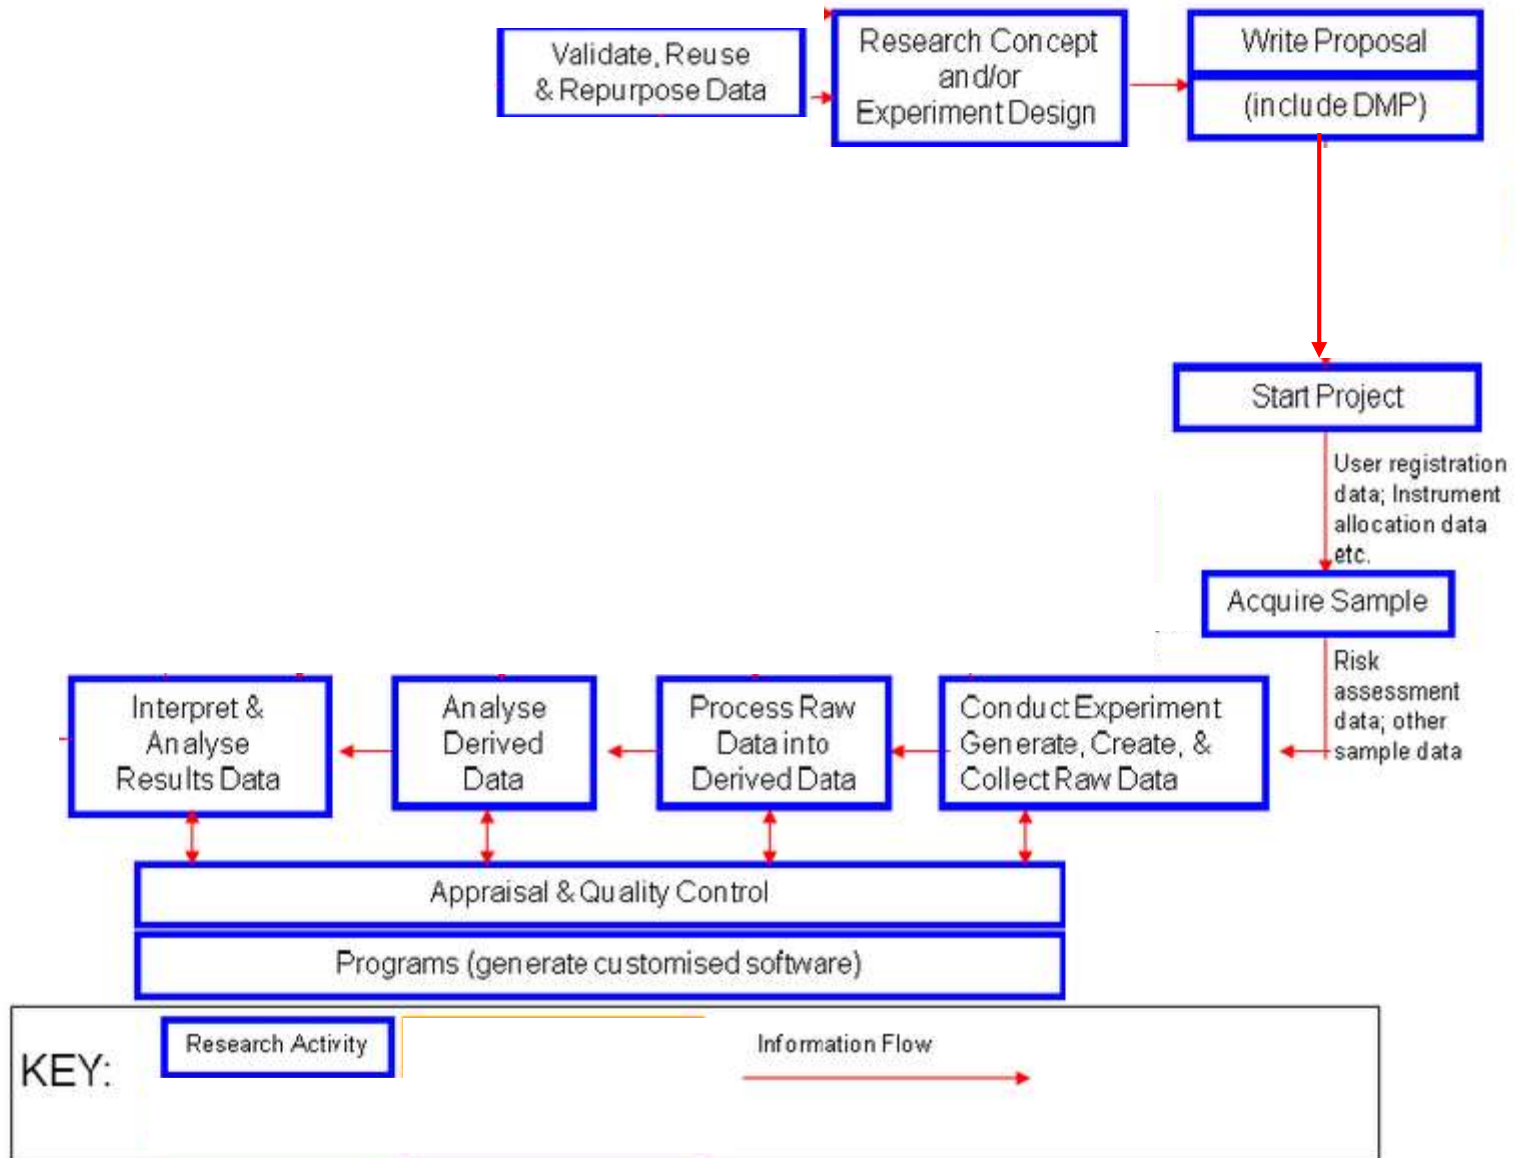 Validate, Reuse
& Repurpose Data
Research Concept
and/or
Experiment Design
Write Proposal
(include DMP)
Start Project
User registration
data; Instrument
allocation data
etc.
Acquire Sample
Risk
assessment
data; other
sample data
Interpret &
Analyse
Results Data
Analyse
Derived
Data
Process Raw
Data into
Derived Data
Conduct Experiment
Generate, Create, &
Collect Raw Data
Appraisal & Quality Control
Programs (generate customised software)
KEY:
Research Activity
Information Flow